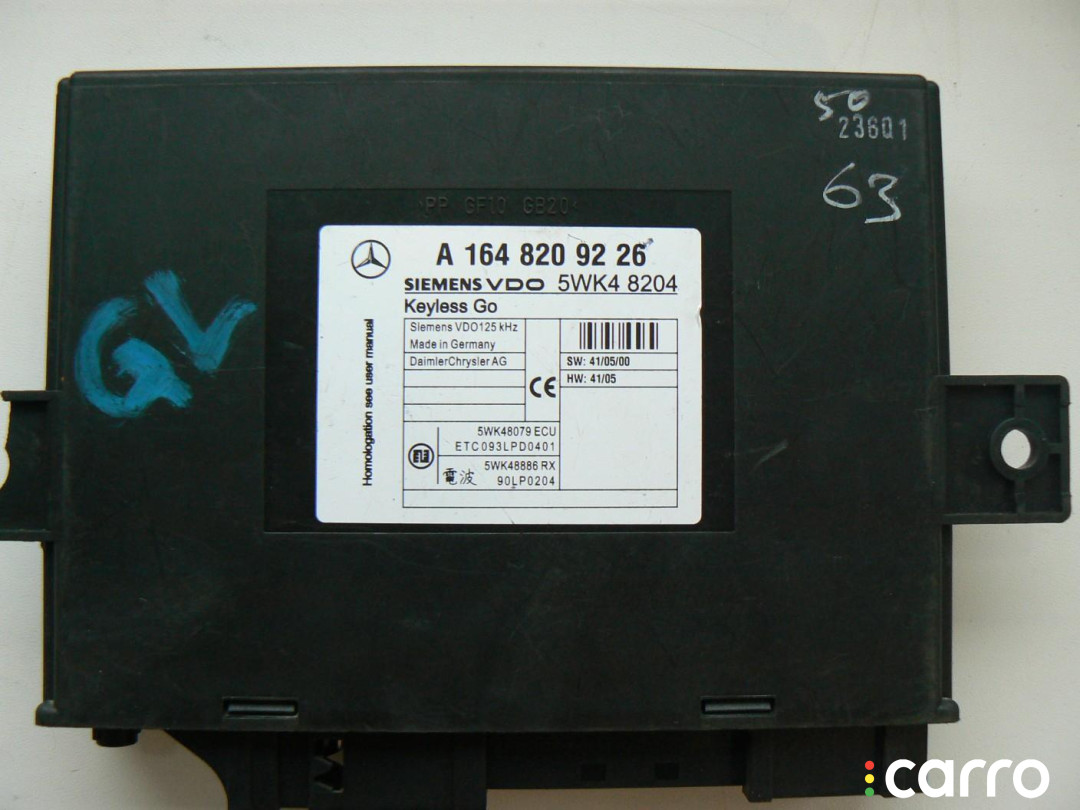 50
23601
63
>PP GF10 GB20<
GV
A 164 820 92 26
SIEMENS VDO 5WK4 8204
Keyless Go
Homologation see user manual
Siemens VDO125 kHz
Made in Germany
DaimlerChrysler AG
CE
SW: 41/05/00
HW: 41/05
5WK48079 ECU
ETC093LPD0401
5WK48886 RX
電波 90LP0204
carro